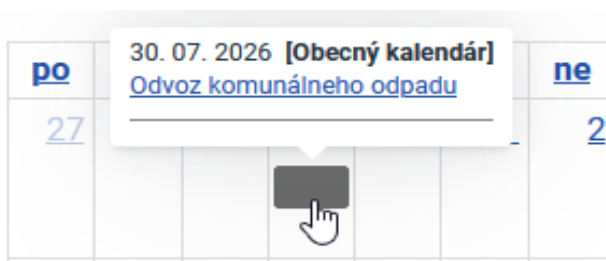 30. 07. 2026 [Obecný kalendár]
Odvoz komunálneho odpadu
po
ne
27
2